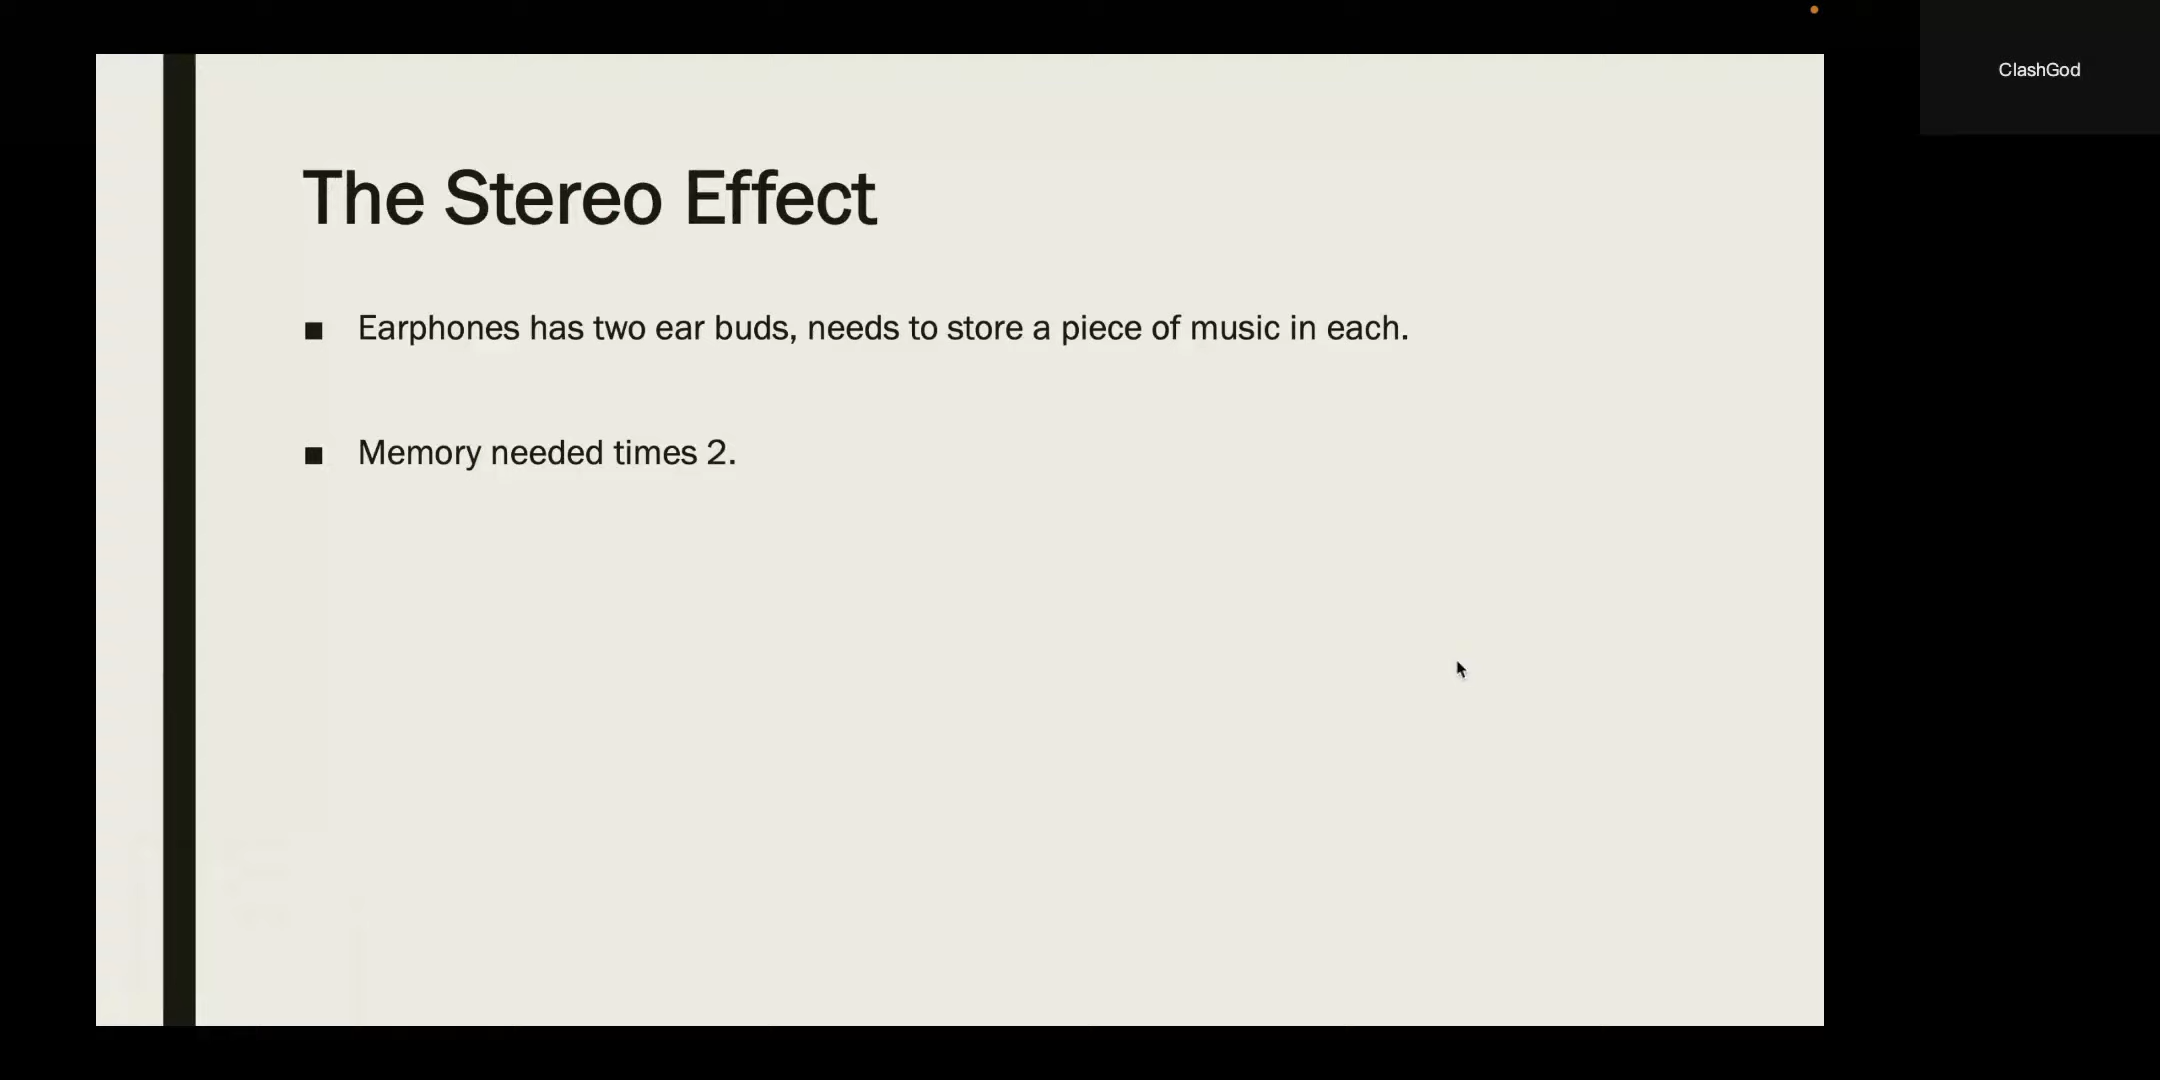 ClashGod
The Stereo Effect
■ Earphones has two ear buds, needs to store a piece of music in each.
■ Memory needed times 2.